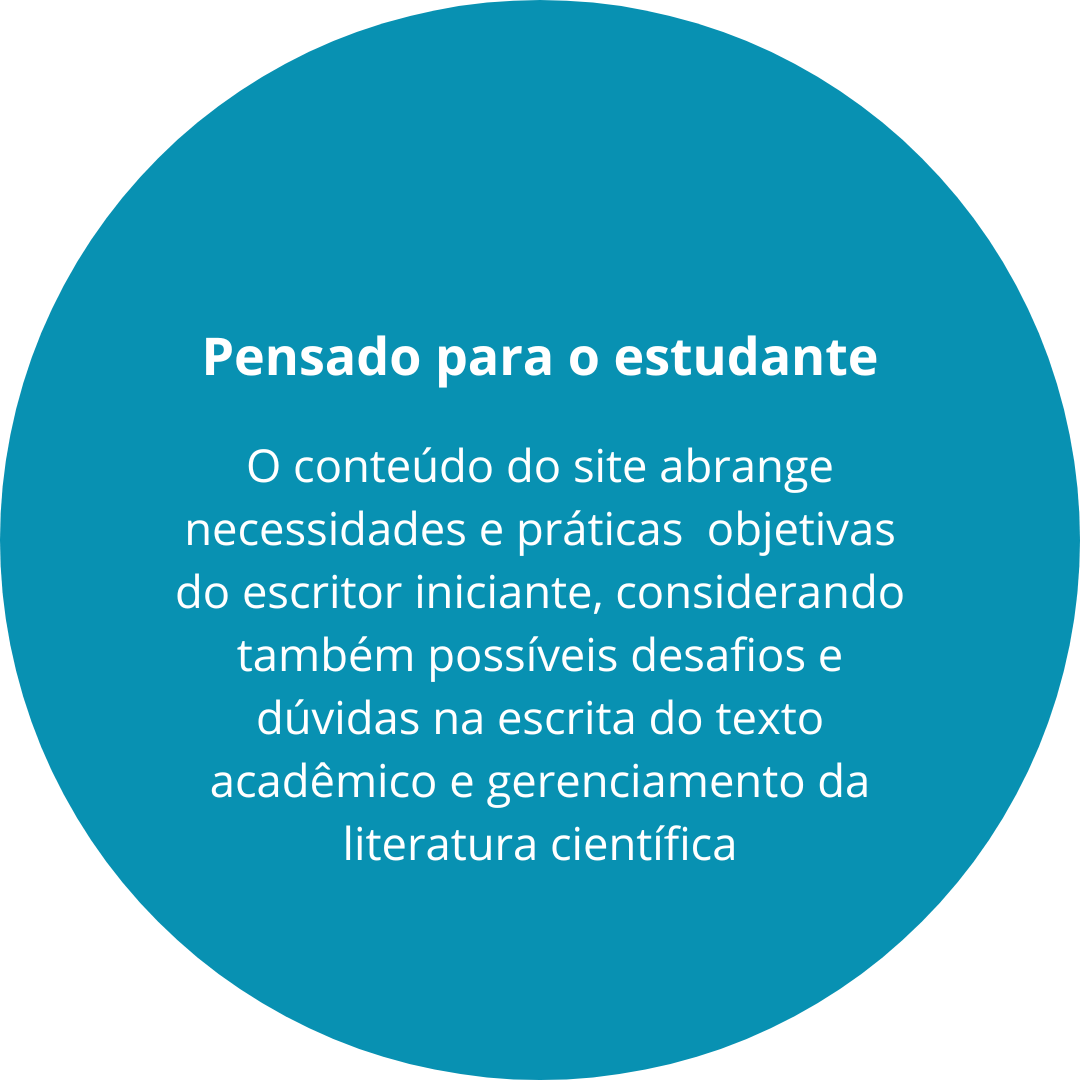 Pensado para o estudante
O conteúdo do site abrange
necessidades e práticas  objetivas
do escritor iniciante, considerando
também possíveis desafios e
dúvidas na escrita do texto
acadêmico e gerenciamento da
literatura científica